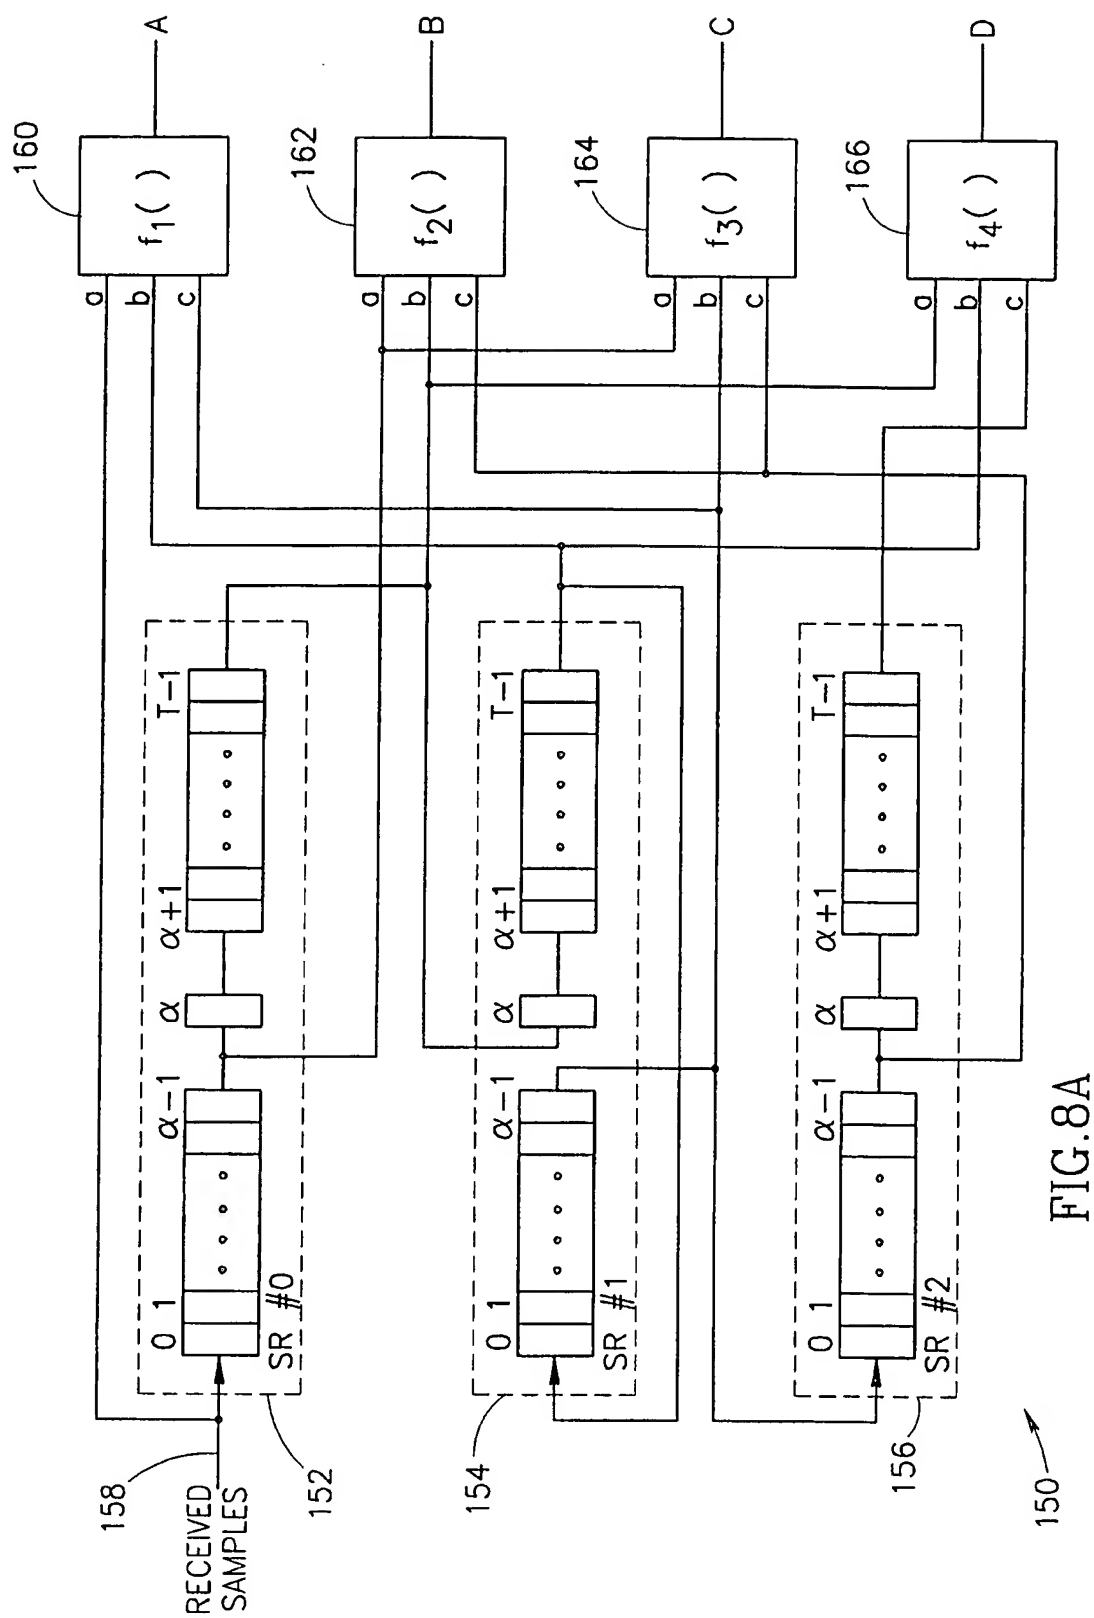 RECEIVED
SAMPLES
158
152
0 1 α−1 α α+1 T−1
SR #0
160
a
b
c
f1( )
A
162
a
b
c
f2( )
B
154
0 1 α−1 α α+1 T−1
SR #1
164
a
b
c
f3( )
C
156
0 1 α−1 α α+1 T−1
SR #2
166
a
b
c
f4( )
D
150
FIG.8A